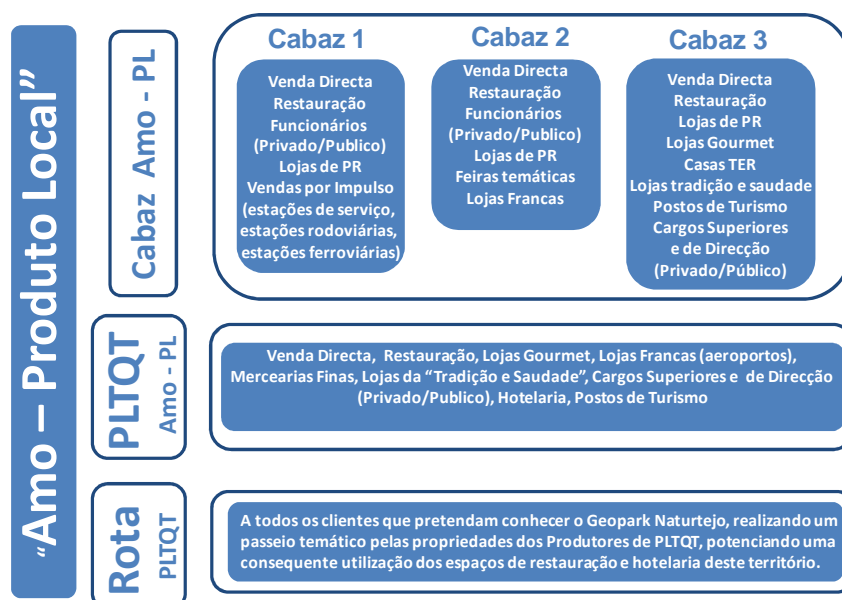 “Amo – Produto Local”
Cabaz Amo - PL
Cabaz 1
Venda Directa
Restauração
Funcionários
(Privado/Publico)
Lojas de PR
Vendas por Impulso
(estações de serviço,
estações rodoviárias,
estações ferroviárias)
Cabaz 2
Venda Directa
Restauração
Funcionários
(Privado/Publico)
Lojas de PR
Feiras temáticas
Lojas Francas
Cabaz 3
Venda Directa
Restauração
Lojas de PR
Lojas Gourmet
Casas TER
Lojas tradição e saudade
Postos de Turismo
Cargos Superiores
e de Direcção
(Privado/Público)
PLTQT
Amo - PL
Venda Directa, Restauração, Lojas Gourmet, Lojas Francas (aeroportos),
Mercearias Finas, Lojas da “Tradição e Saudade”, Cargos Superiores e de Direcção
(Privado/Publico), Hotelaria, Postos de Turismo
Rota
PLTQT
A todos os clientes que pretendam conhecer o Geopark Naturtejo, realizando um
passeio temático pelas propriedades dos Produtores de PLTQT, potenciando uma
consequente utilização dos espaços de restauração e hotelaria deste território.